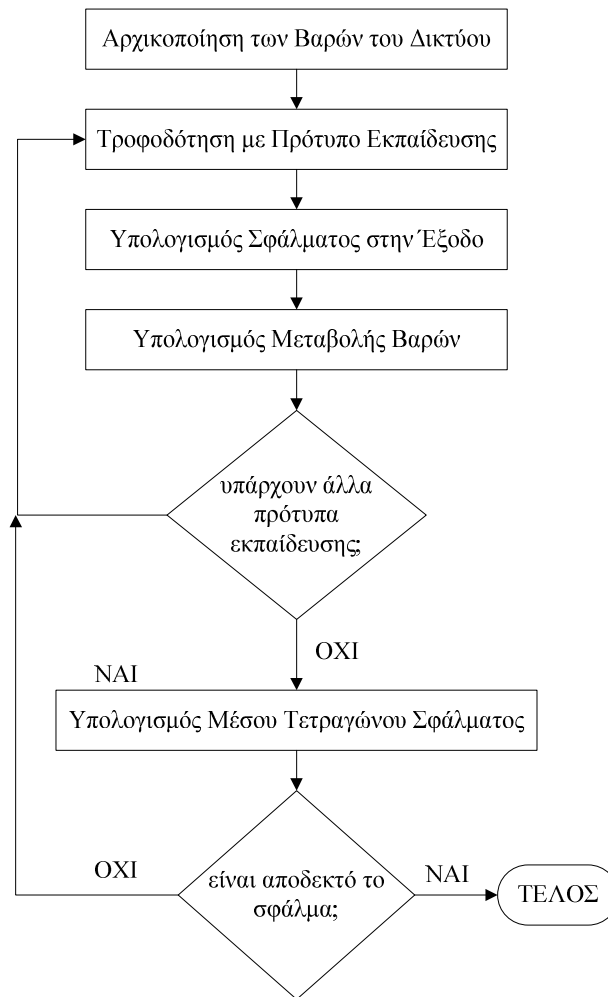 Αρχικοποίηση των Βαρών του Δικτύου
Τροφοδότηση με Πρότυπο Εκπαίδευσης
Υπολογισμός Σφάλματος στην Έξοδο
Υπολογισμός Μεταβολής Βαρών
υπάρχουν άλλα
πρότυπα
εκπαίδευσης;
ΟΧΙ
ΝΑΙ
Υπολογισμός Μέσου Τετραγώνου Σφάλματος
ΟΧΙ
είναι αποδεκτό το
σφάλμα;
ΝΑΙ
ΤΕΛΟΣ